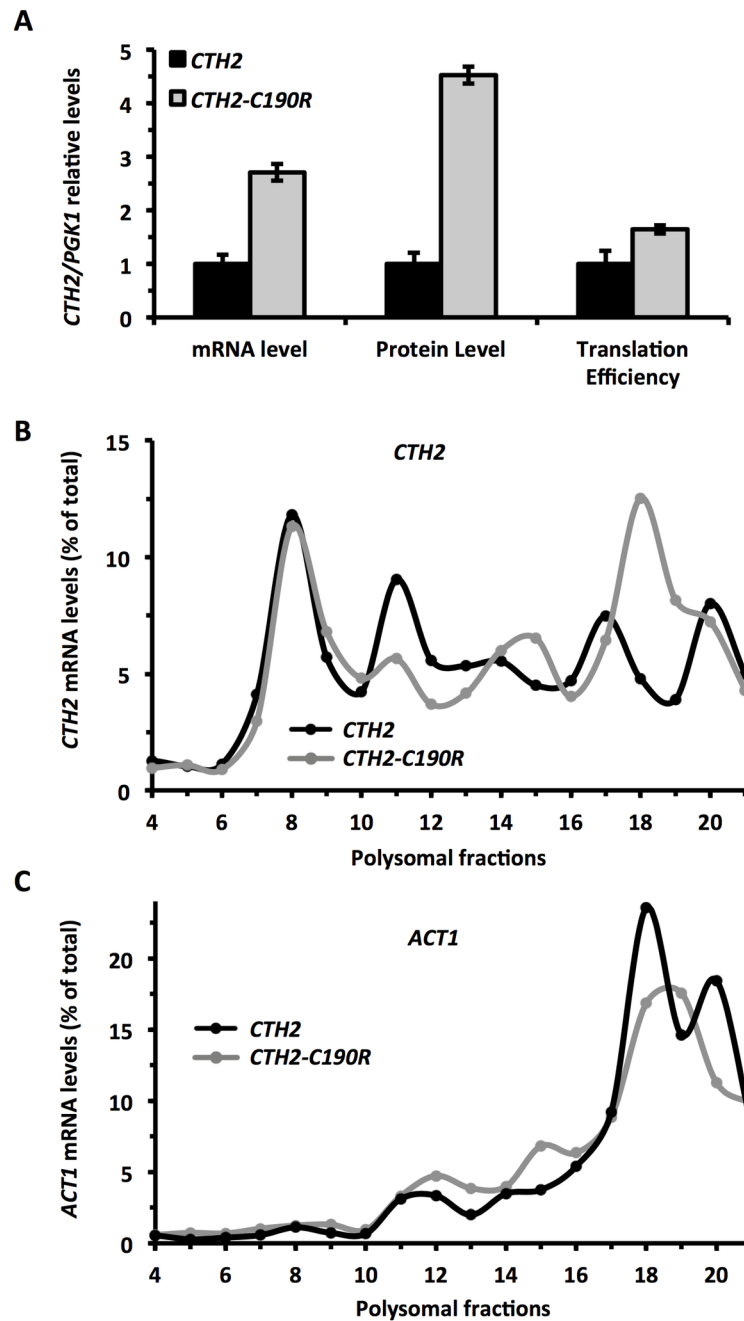 A
CTH2/PGK1 relative levels
5
4
3
2
1
0
CTH2
CTH2-C190R
mRNA level
Protein Level
Translation
Efficiency
B
CTH2
CTH2 mRNA levels (% of total)
15
10
5
0
CTH2
CTH2-C190R
4 6 8 10 12 14 16 18 20
Polysomal fractions
C
ACT1
ACT1 mRNA levels (% of total)
20
15
10
5
0
CTH2
CTH2-C190R
4 6 8 10 12 14 16 18 20
Polysomal fractions